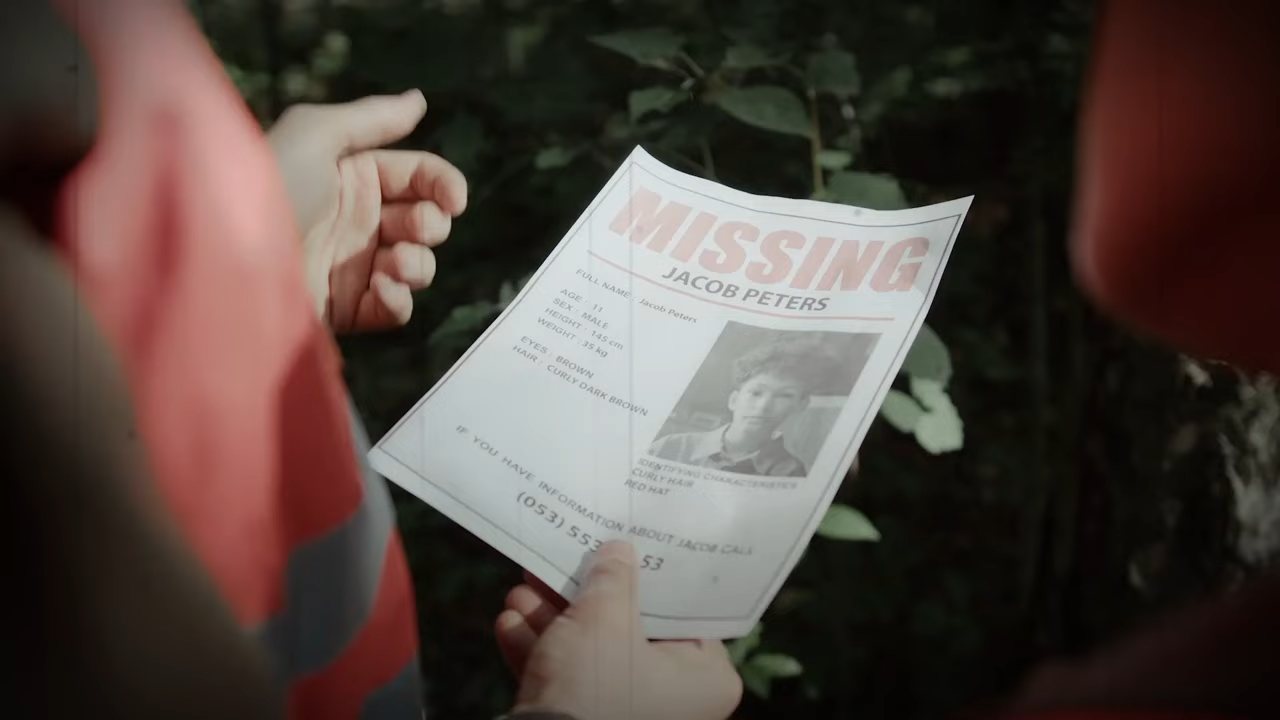 MISSING
JACOB PETERS
FULL NAME : Jacob Peters
AGE : 11
SEX : MALE
HEIGHT : 145 cm
WEIGHT : 35 kg
EYES : BROWN
HAIR : CURLY DARK BROWN
IDENTIFYING CHARACTERISTICS
CURLY HAIR
RED HAT
IF YOU HAVE INFORMATION ABOUT JACOB CALL
(053) 553 53